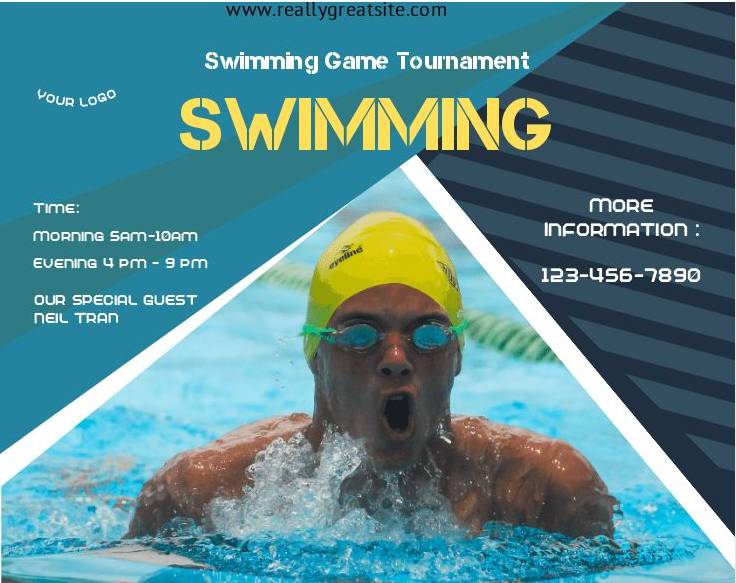 www.reallygreatsite.com
Swimming Game Tournament
YOUR LOGO
SWIMMING
TIME:
MORNING 5AM-10AM
EVENING 4 PM - 9 PM
OUR SPECIAL GUEST
NEIL TRAN
MORE
INFORMATION :
123-456-7890
eyeline